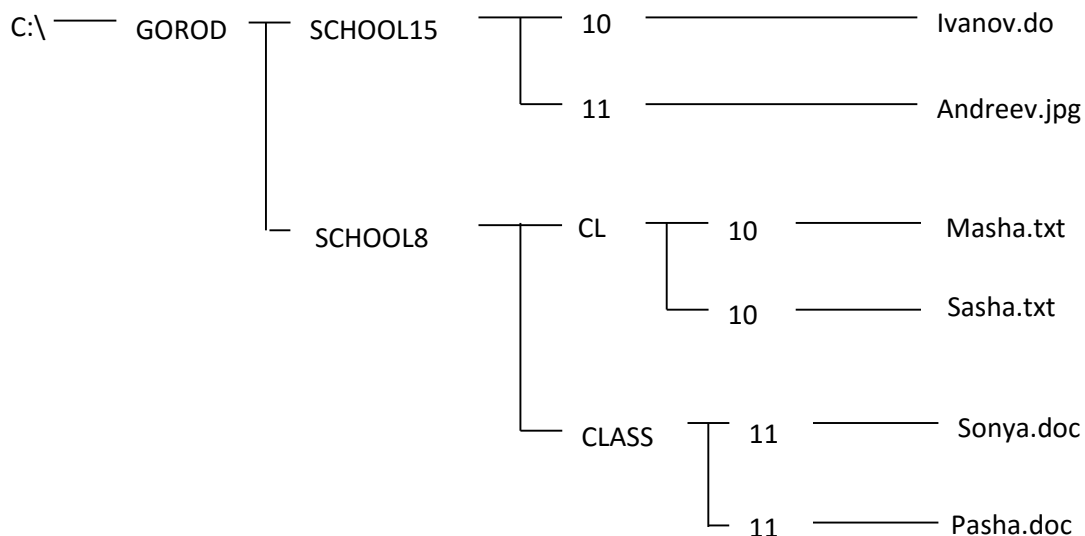 C:\ GOROD SCHOOL15 10 Ivanov.do
11 Andreev.jpg
SCHOOL8 CL 10 Masha.txt
10 Sasha.txt
CLASS 11 Sonya.doc
11 Pasha.doc